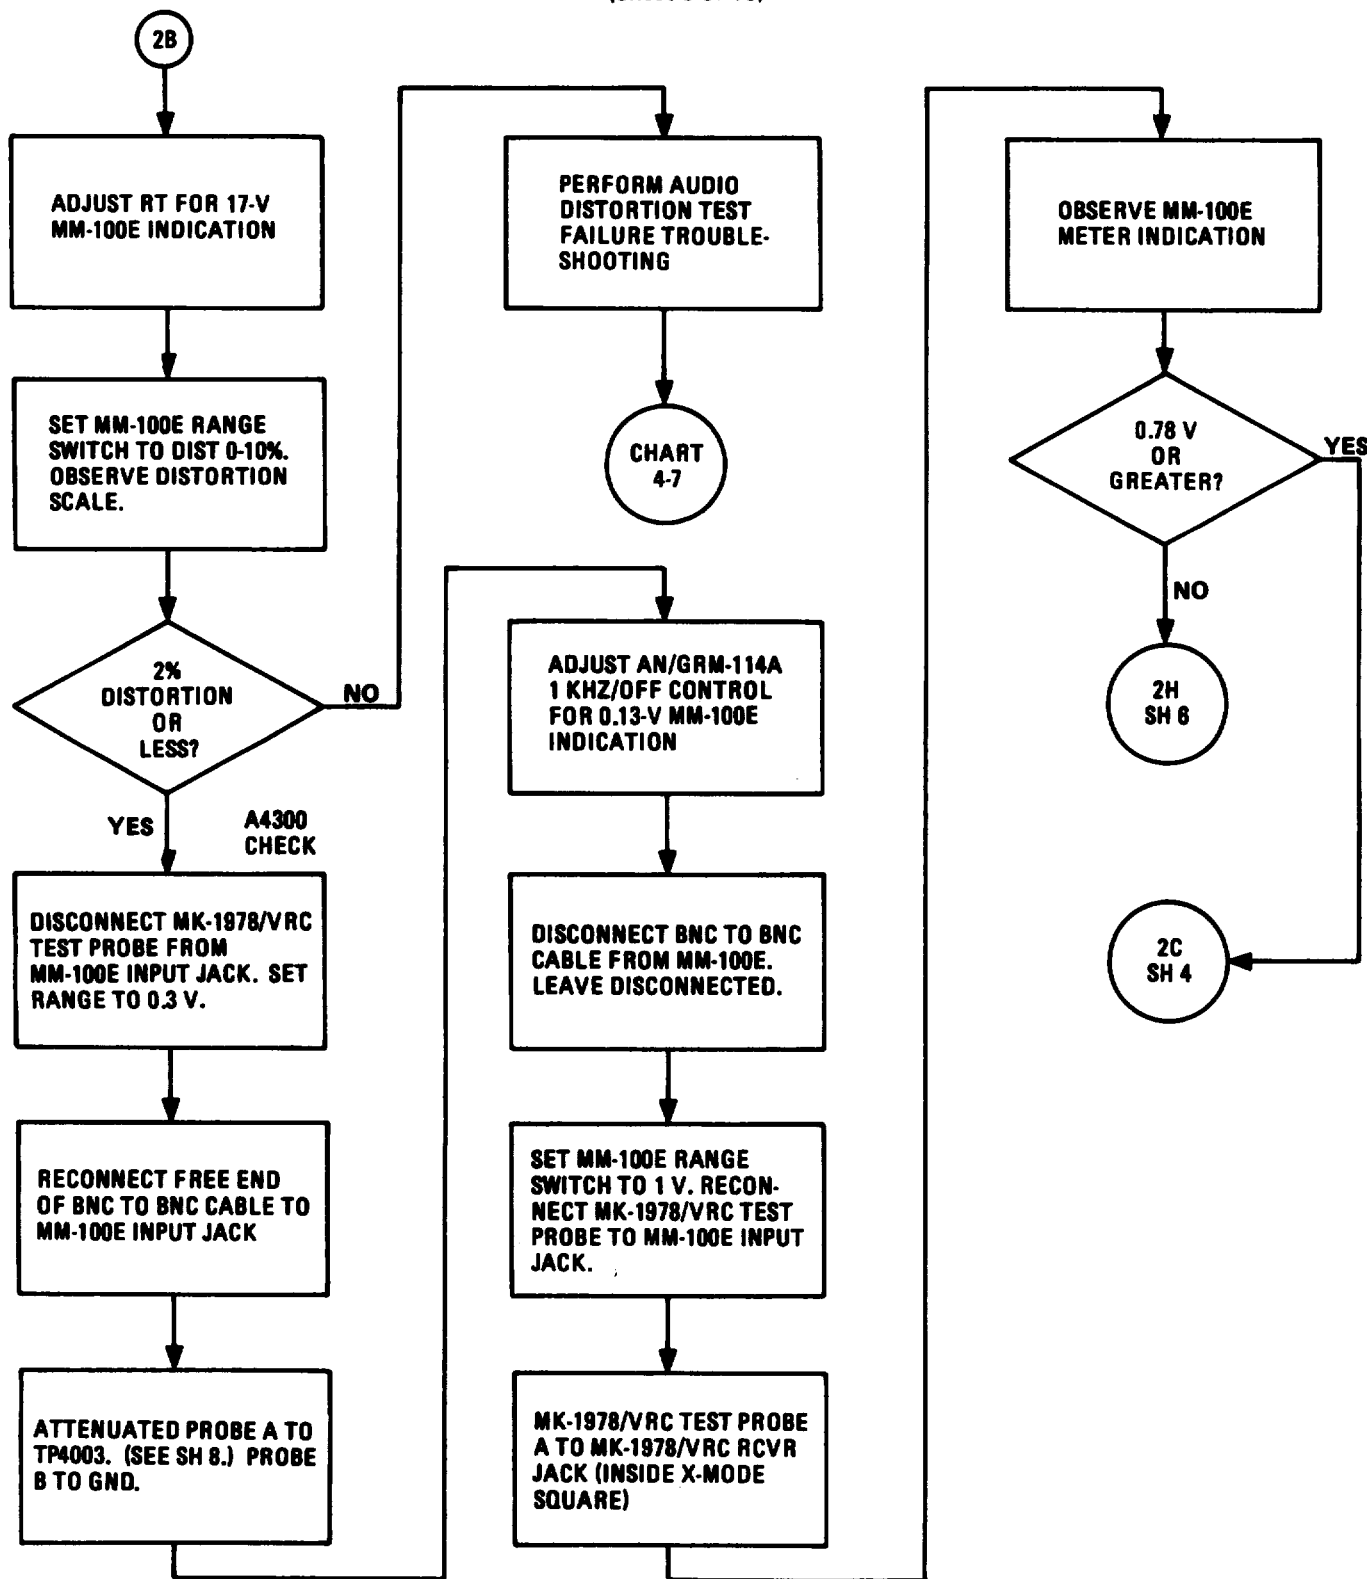 2B
ADJUST RT FOR 17-V
MM-100E INDICATION
SET MM-100E RANGE
SWITCH TO DIST 0-10%.
OBSERVE DISTORTION
SCALE.
2%
DISTORTION
OR
LESS?
NO
YES
A4300
CHECK
DISCONNECT MK-1978/VRC
TEST PROBE FROM
MM-100E INPUT JACK. SET
RANGE TO 0.3 V.
RECONNECT FREE END
OF BNC TO BNC CABLE TO
MM-100E INPUT JACK
ATTENUATED PROBE A TO
TP4003. (SEE SH 8.) PROBE
B TO GND.
PERFORM AUDIO
DISTORTION TEST
FAILURE TROUBLE-
SHOOTING
CHART
4-7
ADJUST AN/GRM-114A
1 KHZ/OFF CONTROL
FOR 0.13-V MM-100E
INDICATION
DISCONNECT BNC TO BNC
CABLE FROM MM-100E.
LEAVE DISCONNECTED.
SET MM-100E RANGE
SWITCH TO 1 V. RECON-
NECT MK-1978/VRC TEST
PROBE TO MM-100E INPUT
JACK.
MK-1978/VRC TEST PROBE
A TO MK-1978/VRC RCVR
JACK (INSIDE X-MODE
SQUARE)
OBSERVE MM-100E
METER INDICATION
0.78 V
OR
GREATER?
YES
NO
2H
SH 6
2C
SH 4